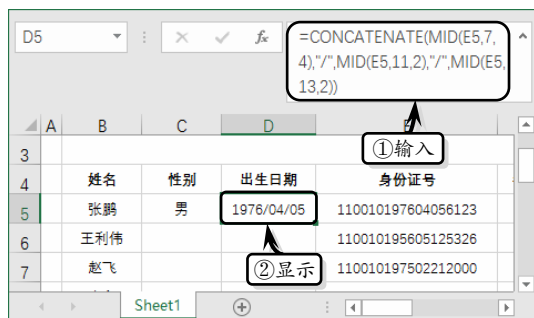 D5
fx
=CONCATENATE(MID(E5,7,
4),"/",MID(E5,11,2),"/",MID(E5,
13,2))
A B C D
①输入
3
4 姓名 性别 出生日期 身份证号
5 张鹏 男 1976/04/05 110010197604056123
6 王利伟 110010195605125326
7 赵飞 110010197502212000
②显示
Sheet1